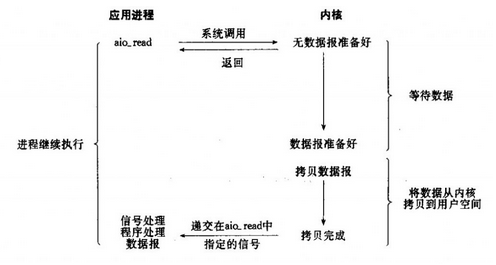 应用进程
内核
aio_read
系统调用
返回
无数据报准备好
等待数据
进程继续执行
数据报准备好
拷贝数据报
将数据从内核
拷贝到用户空间
信号处理
程序处理
数据报
递交在aio_read中
指定的信号
拷贝完成